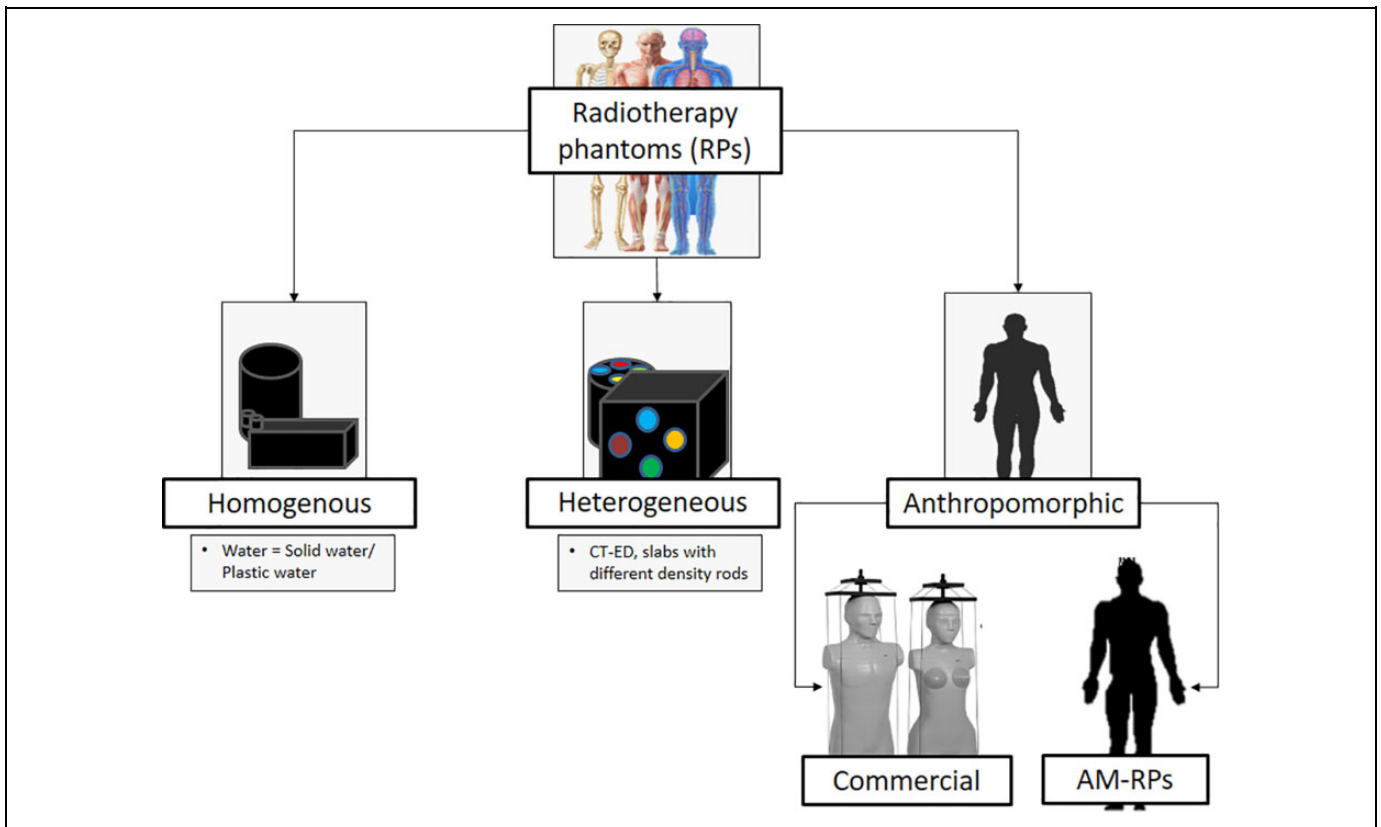 Radiotherapy
phantoms (RPs)
Homogenous
Heterogeneous
Anthropomorphic
• Water = Solid water/
Plastic water
• CT-ED, slabs with
different density rods
Commercial
AM-RPs